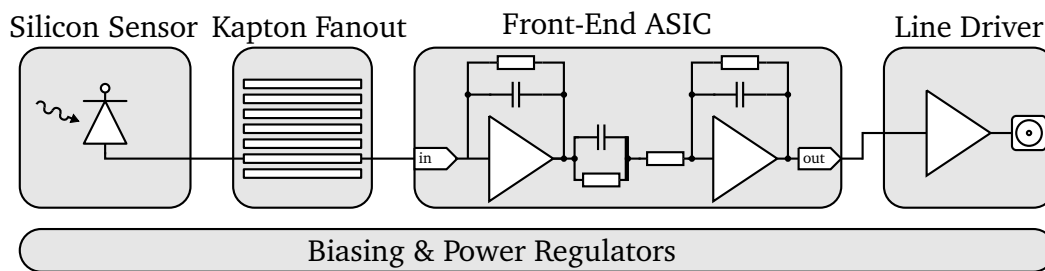 Silicon Sensor Kapton Fanout Front-End ASIC Line Driver
in out
Biasing & Power Regulators